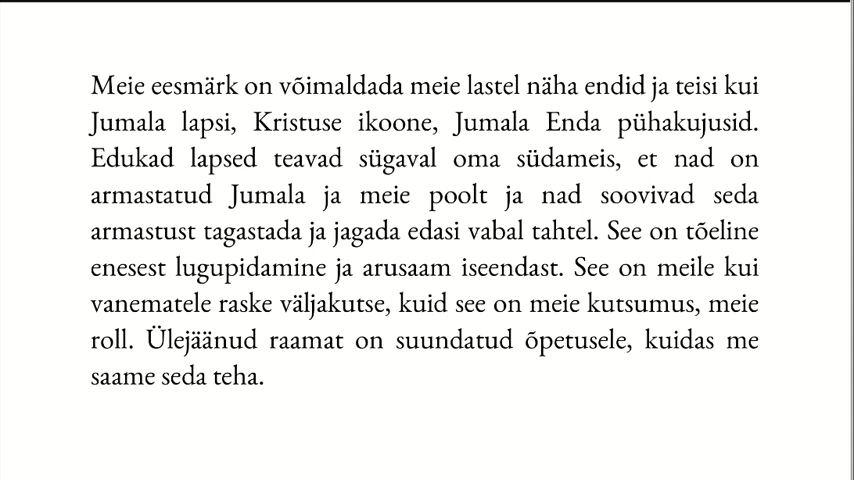 Meie eesmärk on võimaldada meie lastel näha endid ja teisi kui
Jumala lapsi, Kristuse ikoone, Jumala Enda pühakujusid.
Edukad lapsed teavad sügaval oma südameis, et nad on
armastatud Jumala ja meie poolt ja nad soovivad seda
armastust tagastada ja jagada edasi vabal tahtel. See on tõeline
enesest lugupidamine ja arusaam iseendast. See on meile kui
vanematele raske väljakutse, kuid see on meie kutsumus, meie
roll. Ülejäänud raamat on suundatud õpetusele, kuidas me
saame seda teha.